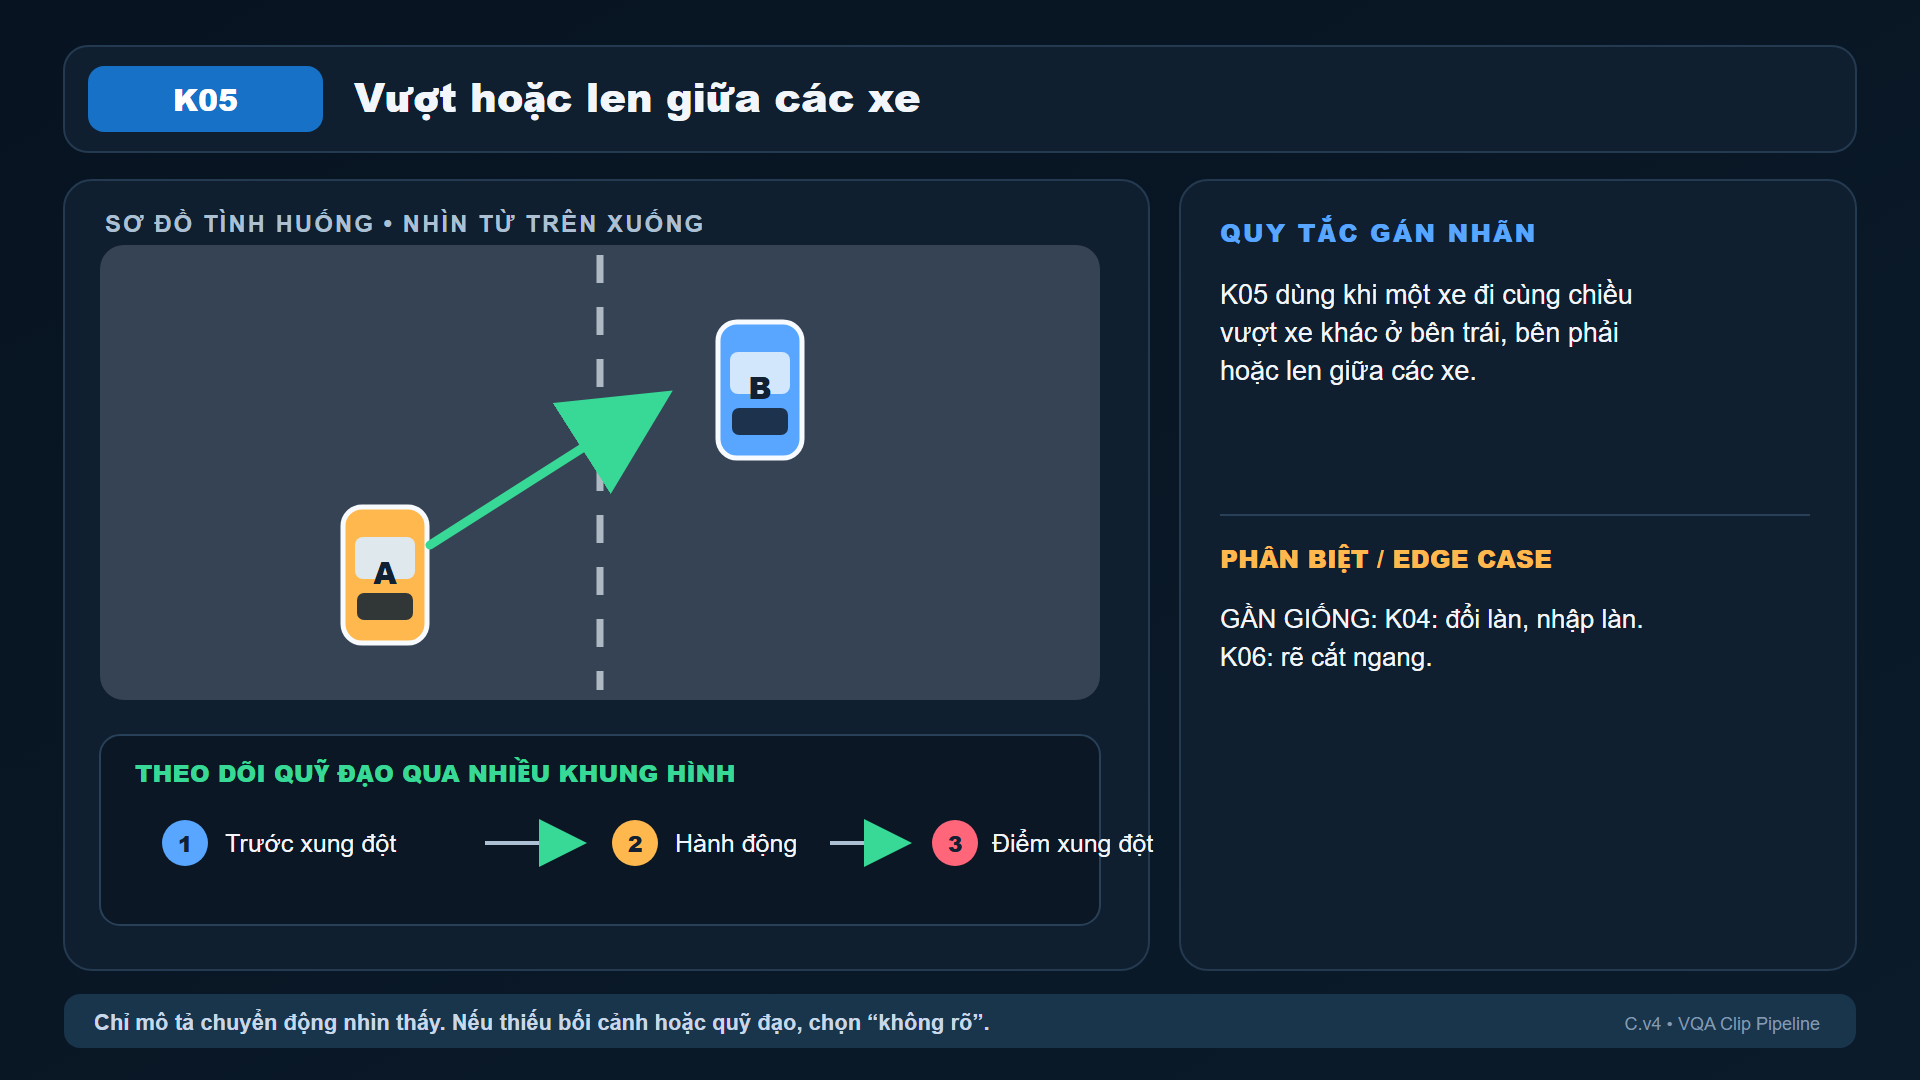 K05
Vượt hoặc len giữa các xe
SƠ ĐỒ TÌNH HUỐNG • NHÌN TỪ TRÊN XUỐNG
B
A
THEO DÕI QUỸ ĐẠO QUA NHIỀU KHUNG HÌNH
1 Trước xung đột
2 Hành động
3 Điểm xung đột
QUY TẮC GÁN NHÃN
K05 dùng khi một xe đi cùng chiều
vượt xe khác ở bên trái, bên phải
hoặc len giữa các xe.
PHÂN BIỆT / EDGE CASE
GẦN GIỐNG: K04: đổi làn, nhập làn.
K06: rẽ cắt ngang.
Chỉ mô tả chuyển động nhìn thấy. Nếu thiếu bối cảnh hoặc quỹ đạo, chọn “không rõ”.
C.v4 • VQA Clip Pipeline